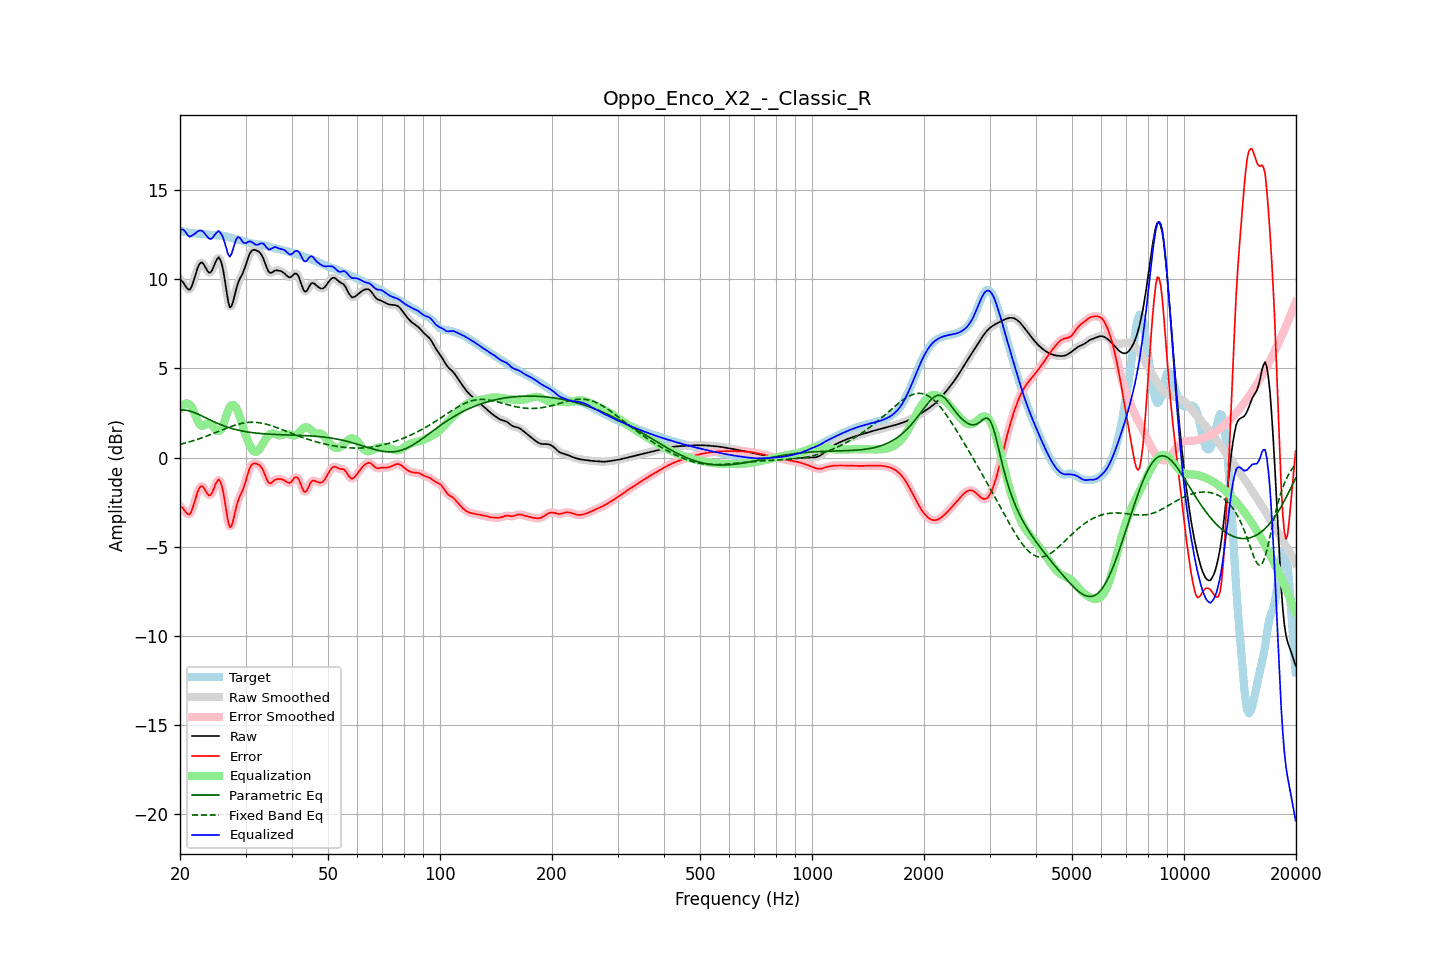 Oppo_Enco_X2_-_Classic_R
Amplitude (dBr)
15
10
5
0
−5
−10
−15
−20
Target
Raw Smoothed
Error Smoothed
Raw
Error
Equalization
Parametric Eq
Fixed Band Eq
Equalized
20 50 100 200 500 1000 2000 5000 10000 20000
Frequency (Hz)